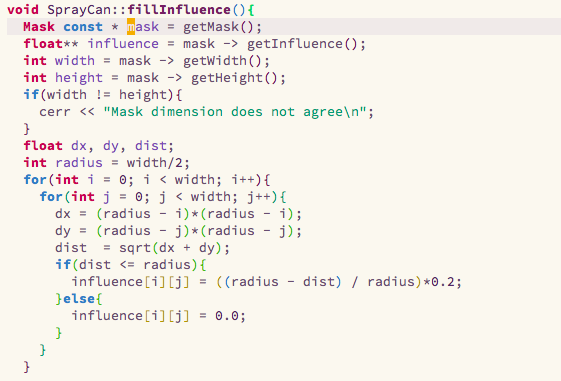 void SprayCan::fillInfluence(){
  Mask const * mask = getMask();
  float** influence = mask -> getInfluence();
  int width = mask -> getWidth();
  int height = mask -> getHeight();
  if(width != height){
    cerr << "Mask dimension does not agree\n";
  }
  float dx, dy, dist;
  int radius = width/2;
  for(int i = 0; i < width; i++){
    for(int j = 0; j < width; j++){
      dx = (radius - i)*(radius - i);
      dy = (radius - j)*(radius - j);
      dist  = sqrt(dx + dy);
      if(dist <= radius){
        influence[i][j] = ((radius - dist) / radius)*0.2;
      }else{
        influence[i][j] = 0.0;
      }
    }
  }